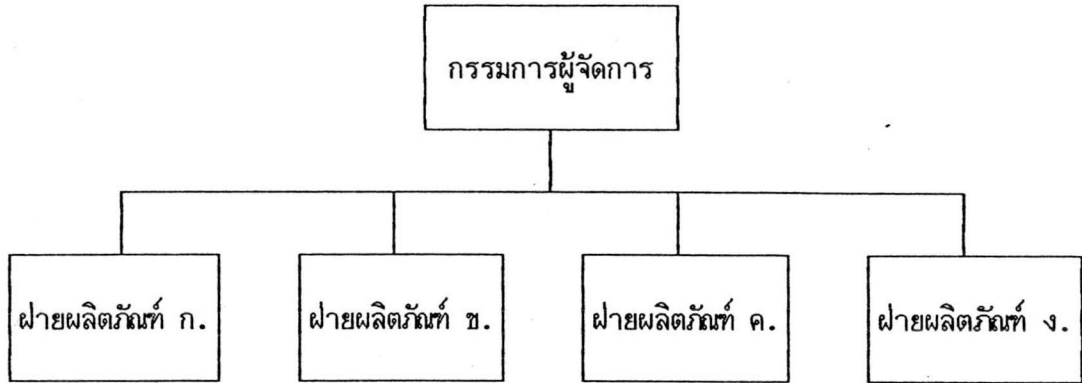 กรรมการผู้จัดการ
ฝ่ายผลิตภัณฑ์ ก.
ฝ่ายผลิตภัณฑ์ ข.
ฝ่ายผลิตภัณฑ์ ค.
ฝ่ายผลิตภัณฑ์ ง.